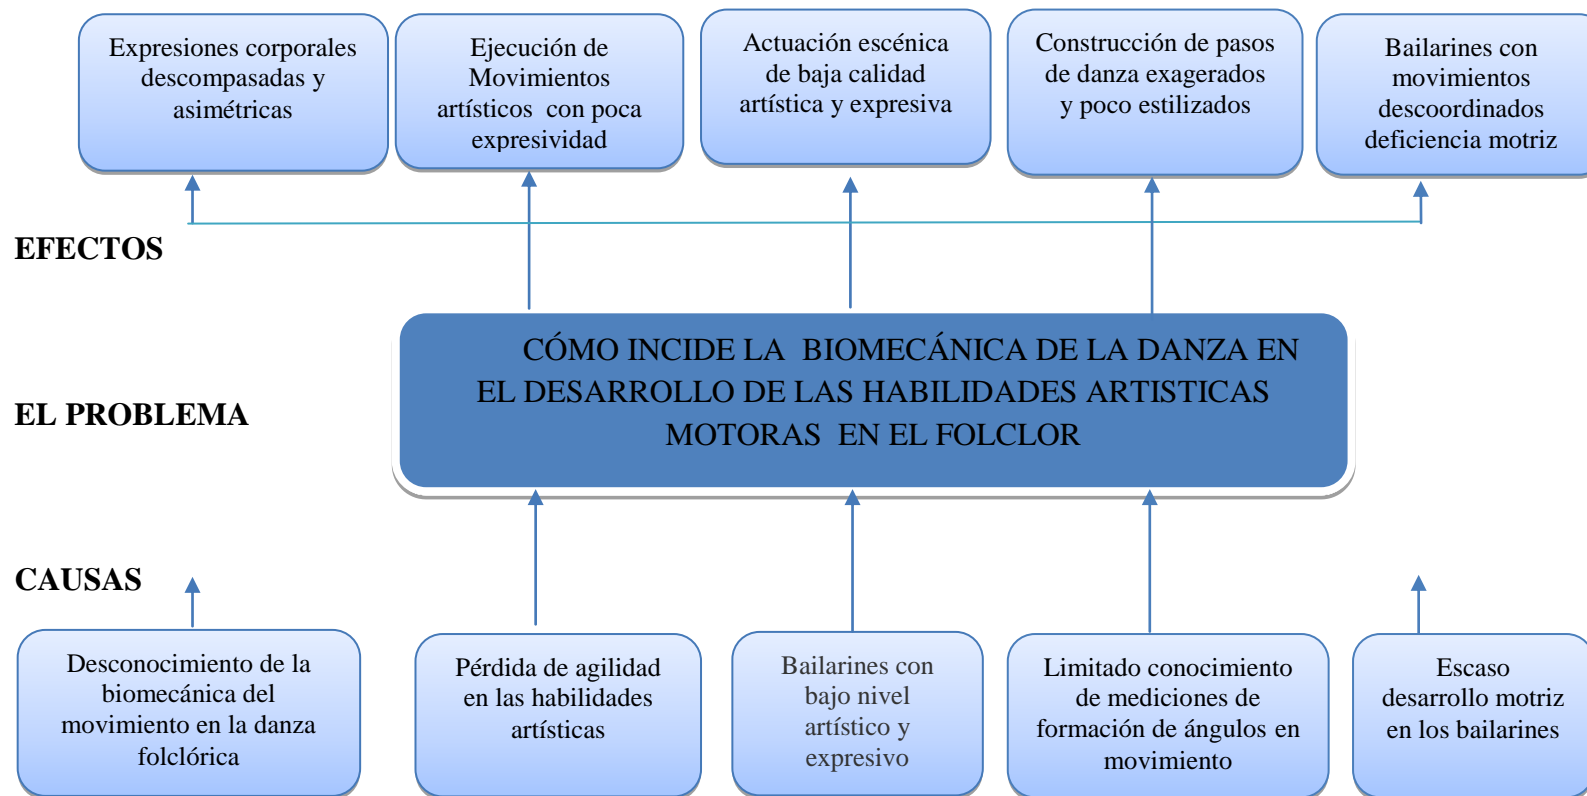 Expresiones corporales
descompasadas y
asimétricas
Ejecución de
Movimientos
artísticos con poca
expresividad
Actuación escénica
de baja calidad
artística y expresiva
Construcción de pasos
de danza exagerados
y poco estilizados
Bailarines con
movimientos
descoordinados
deficiencia motriz
EFECTOS
CÓMO INCIDE LA BIOMECÁNICA DE LA DANZA EN
EL DESARROLLO DE LAS HABILIDADES ARTISTICAS
MOTORAS EN EL FOLCLOR
EL PROBLEMA
CAUSAS
Desconocimiento de la
biomecánica del
movimiento en la danza
folclórica
Pérdida de agilidad
en las habilidades
artísticas
Bailarines con
bajo nivel
artístico y
expresivo
Limitado conocimiento
de mediciones de
formación de ángulos en
movimiento
Escaso
desarrollo motriz
en los bailarines